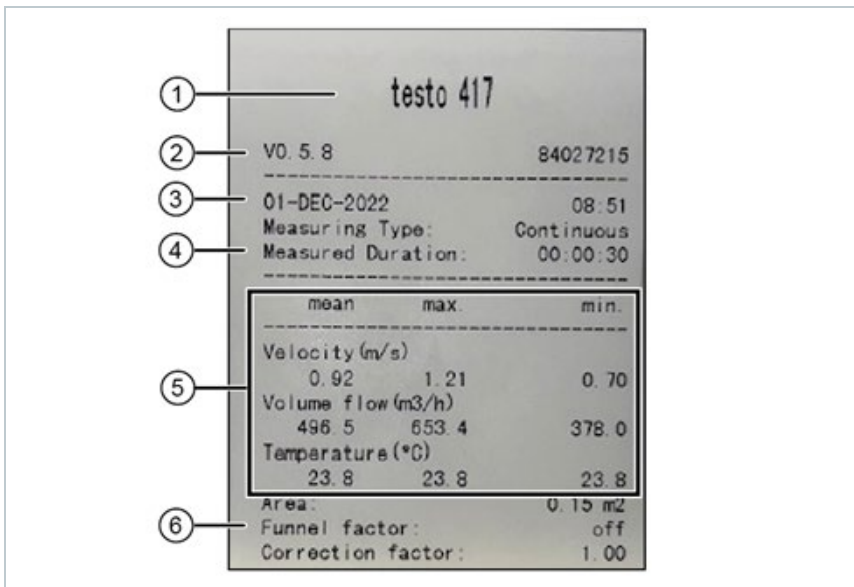 1 testo 417
2 V0.5.8 84027215
3 01-DEC-2022 08:51
Measuring Type: Continuous
4 Measured Duration: 00:00:30
mean max. min.
Velocity(m/s)
0.92 1.21 0.70
5
Volume flow(m3/h)
496.5 653.4 378.0
Temperature(°C)
23.8 23.8 23.8
Area: 0.15 m2
6 Funnel factor: off
Correction factor: 1.00